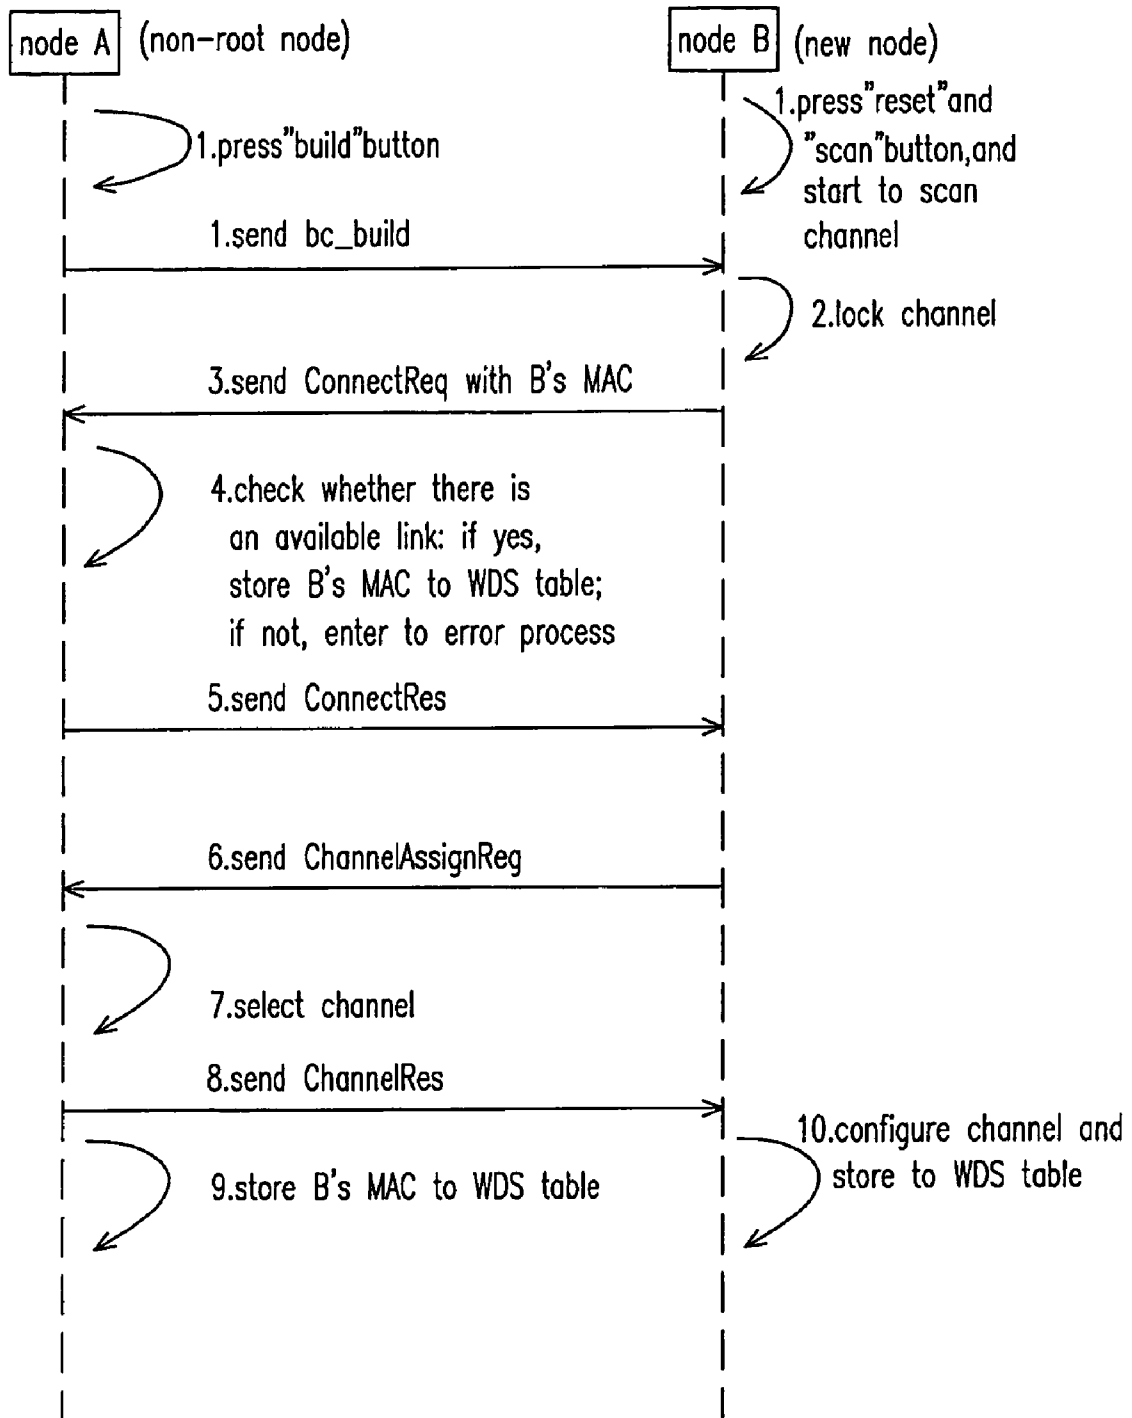 node A
(non-root node)
node B
(new node)
1.press"build"button
1.press"reset"and
"scan"button,and
start to scan
channel
1.send bc_build
2.lock channel
3.send ConnectReq with B's MAC
4.check whether there is
an available link: if yes,
store B's MAC to WDS table;
if not, enter to error process
5.send ConnectRes
6.send ChannelAssignReg
7.select channel
8.send ChannelRes
9.store B's MAC to WDS table
10.configure channel and
store to WDS table